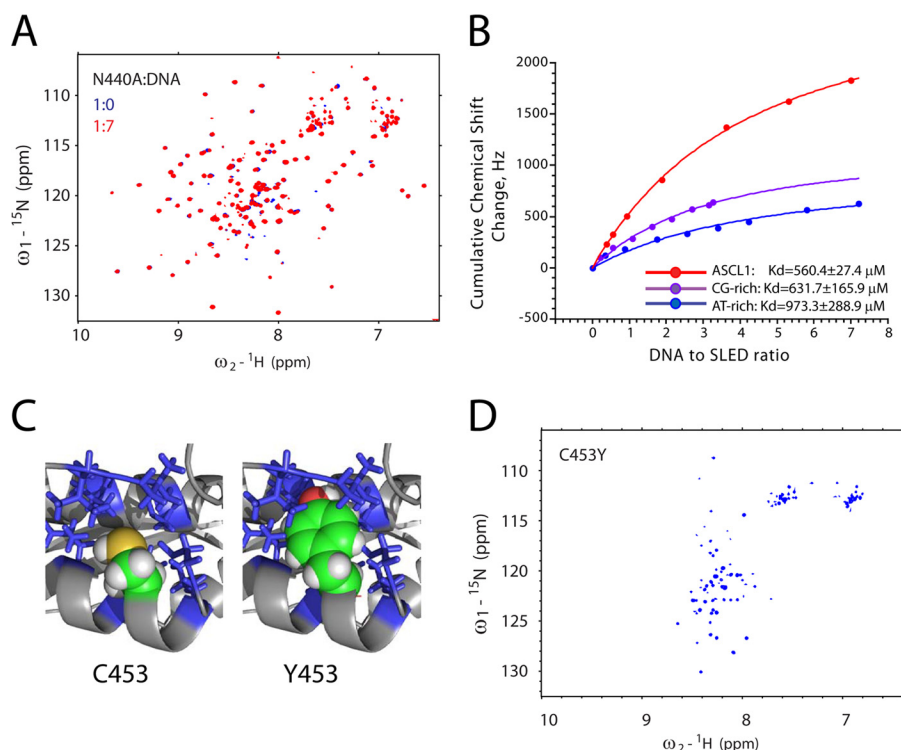 A
N440A:DNA
1:0
1:7
110
115
120
125
130
10
9
8
7
ω1 - 15N (ppm)
ω2 - 1H (ppm)
B
2000
1500
1000
500
0
-500
Cumulative Chemical Shift
Change, Hz
ASCL1: Kd=560.4±27.4 μM
CG-rich: Kd=631.7±165.9 μM
AT-rich: Kd=973.3±288.9 μM
0
1
2
3
4
5
6
7
8
DNA to SLED ratio
C
C453
Y453
D
C453Y
110
115
120
125
130
10
9
8
7
ω1 - 15N (ppm)
ω2 - 1H (ppm)